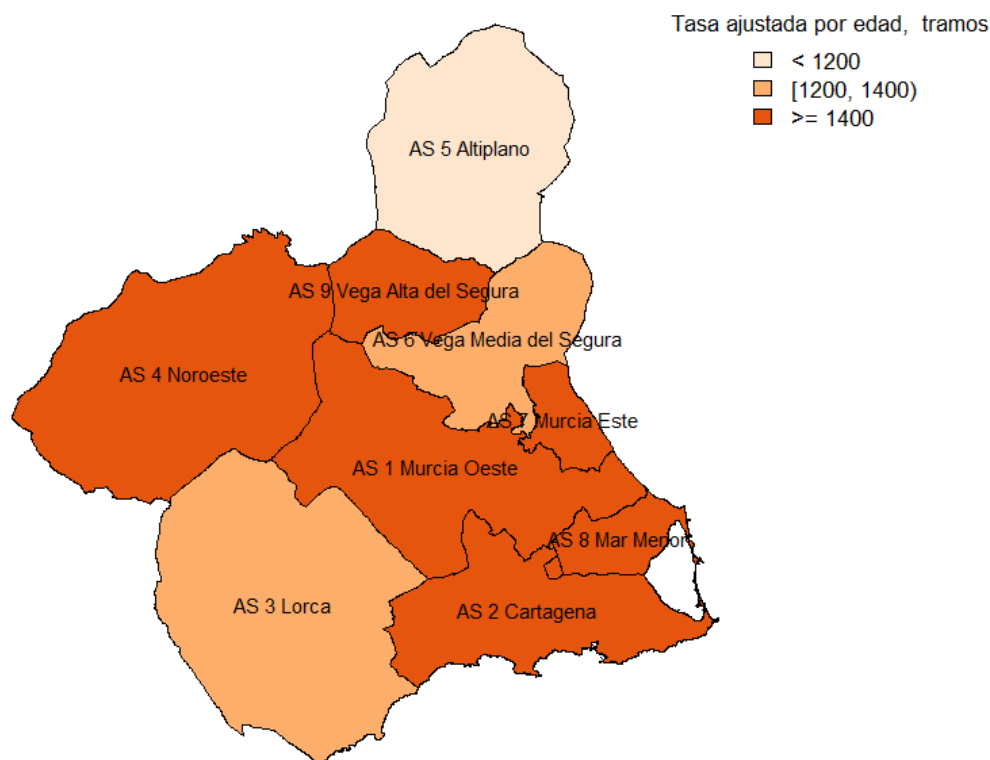 Tasa ajustada por edad, tramos
< 1200
[1200, 1400)
>= 1400
AS 5 Altiplano
AS 9 Vega Alta del Segura
AS 6 Vega Media del Segura
AS 4 Noroeste
AS 7 Murcia Este
AS 1 Murcia Oeste
AS 8 Mar Menor
AS 3 Lorca
AS 2 Cartagena